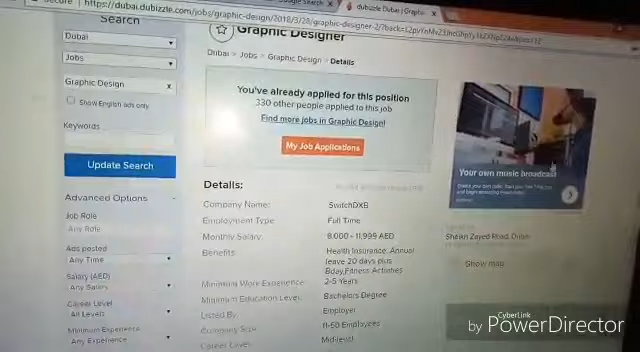 https://dubai.dubizzle.com/jobs/graphic-design/2018/3/28/graphic-designer-2/?back=
dubizzle Dubai | Graphic
Search
Dubai
Jobs
Graphic Design x
Show English ads only
Keywords
Update Search
Advanced Options -
Job Role
Any Role
Ads posted
Any Time
Salary (AED)
Any Salary
Career Level
All Levels
Minimum Experience
Any Experience
Graphic Designer
Dubai > Jobs > Graphic Design > Details
You've already applied for this position
330 other people applied to this job
Find more jobs in Graphic Design!
My Job Applications
Details:
Company Name: SwitchDXB
Employment Type: Full Time
Monthly Salary: 8,000 - 11,999 AED
Benefits Health Insurance, Annual
leave 20 days plus
Bday,Fitness Activities
Minimum Work Experience: 2-5 Years
Minimum Education Level: Bachelors Degree
Listed By: Employer
Company Size: 11-50 Employees
Career Level: Mid-level
Your own music broadcast
Sheikh Zayed Road, Dubai
Show map
CyberLink
by PowerDirector